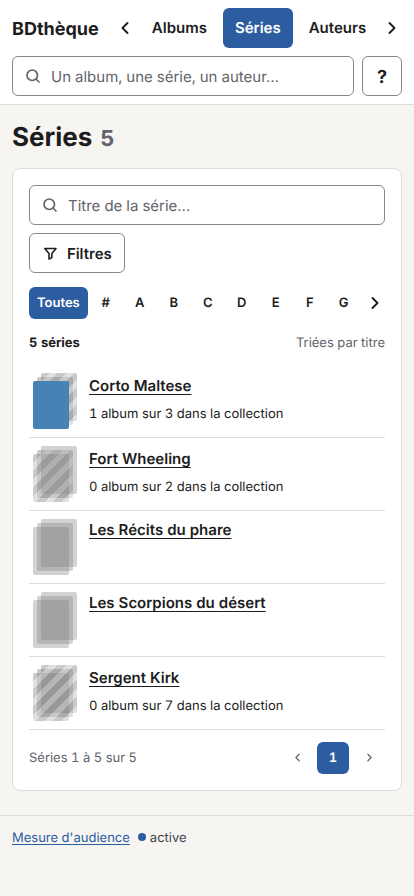 BDthèque Albums Séries Auteurs
Un album, une série, un auteur... ?
Séries 5
Titre de la série...
Filtres
Toutes # A B C D E F G
5 séries Triées par titre
Corto Maltese
1 album sur 3 dans la collection
Fort Wheeling
0 album sur 2 dans la collection
Les Récits du phare
Les Scorpions du désert
Sergent Kirk
0 album sur 7 dans la collection
Séries 1 à 5 sur 5 1
Mesure d'audience active